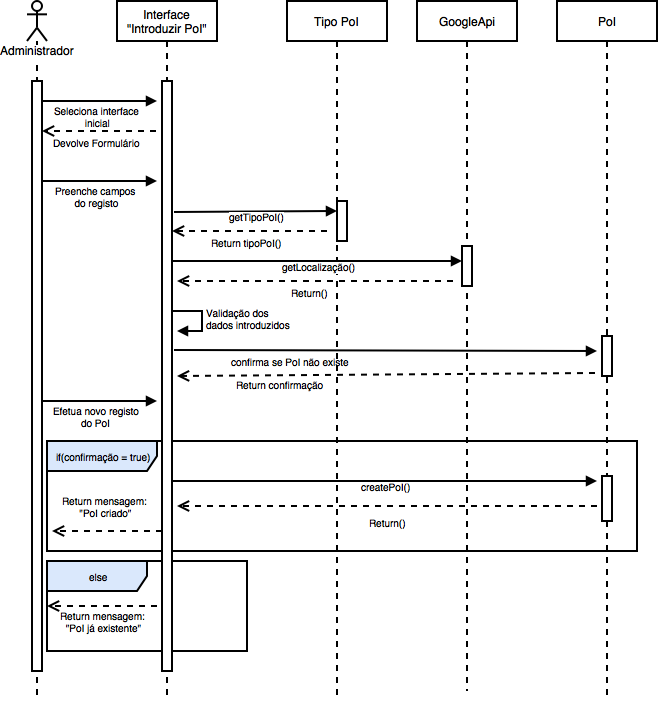 Administrador
Interface
"Introduzir PoI"
Tipo PoI
GoogleApi
PoI
Seleciona interface
inicial
Devolve Formulário
Preenche campos
do registo
getTipoPoI()
Return tipoPoI()
getLocalização()
Return()
Validação dos
dados introduzidos
confirma se PoI não existe
Return confirmação
Efetua novo registo
do PoI
if(confirmação = true)
createPoI()
Return mensagem:
"PoI criado"
Return()
else
Return mensagem:
"PoI já existente"